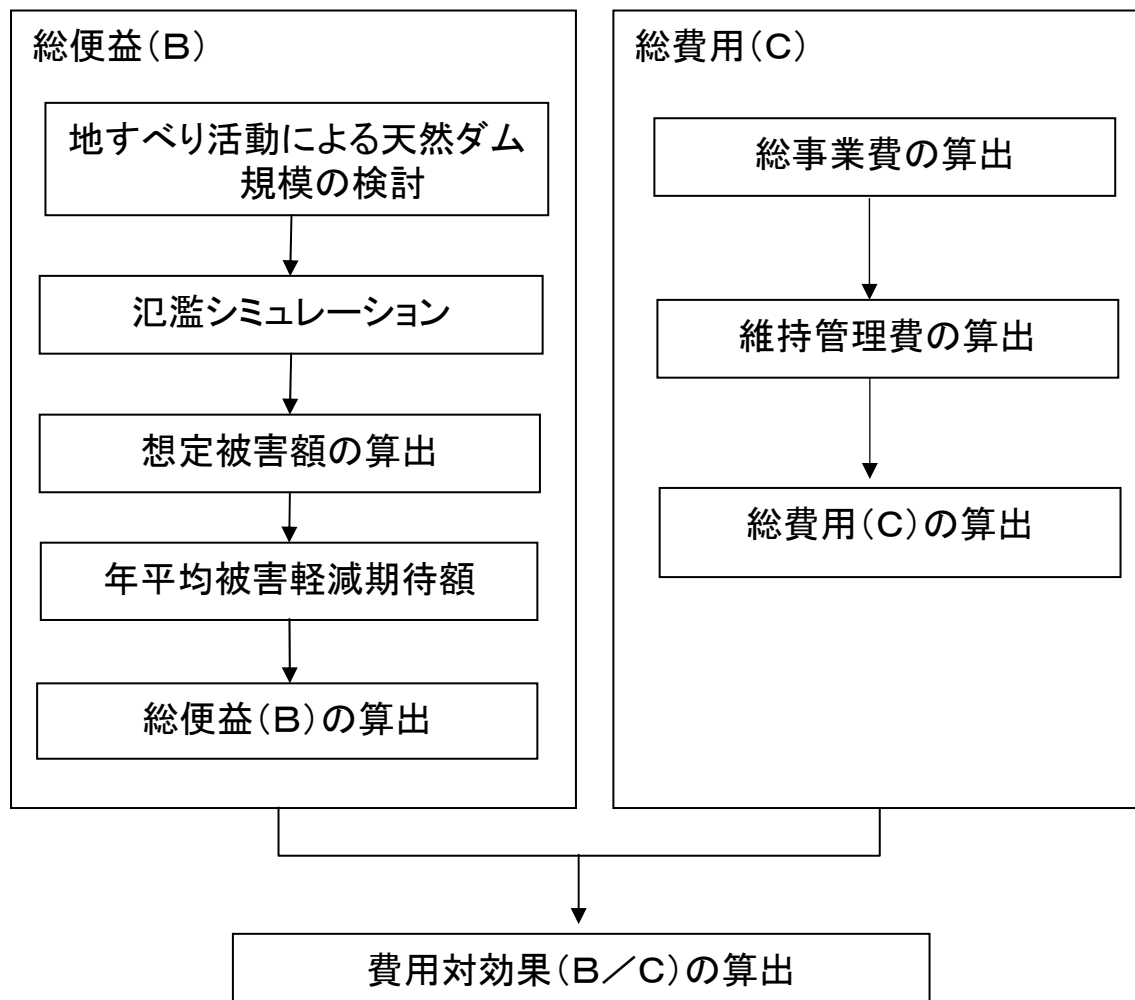 総便益(B)
地すべり活動による天然ダム
規模の検討
氾濫シミュレーション
想定被害額の算出
年平均被害軽減期待額
総便益(B)の算出
総費用(C)
総事業費の算出
維持管理費の算出
総費用(C)の算出
費用対効果(B/C)の算出